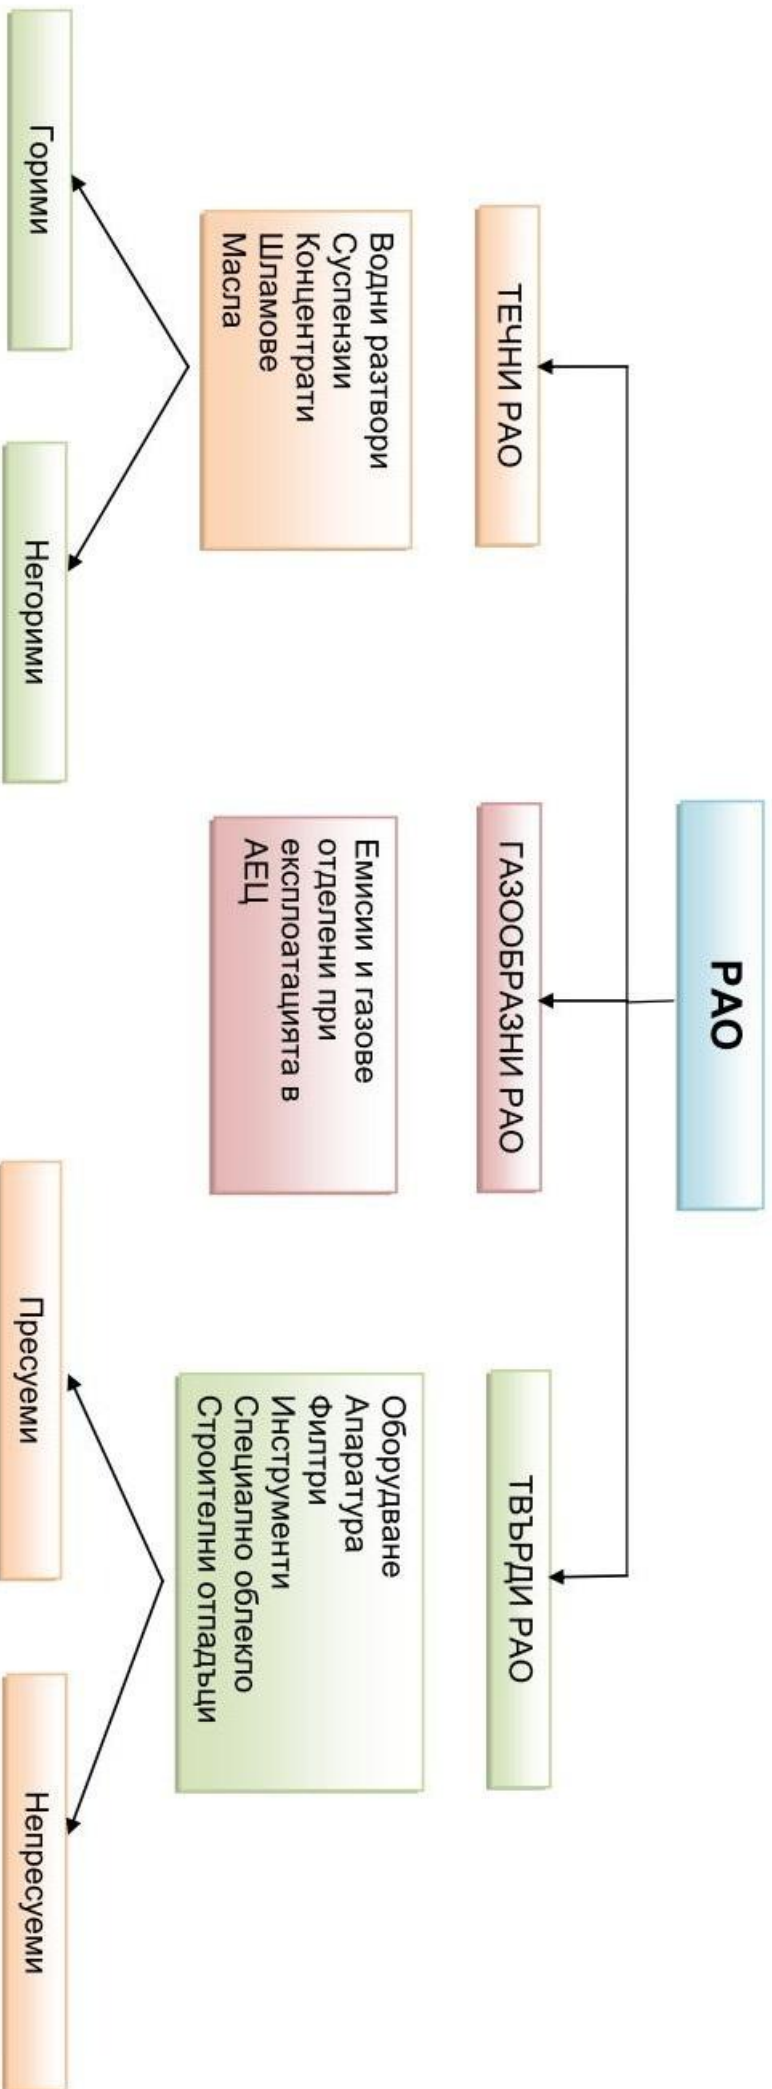 РАО
ТЕЧНИ РАО
ГАЗООБРАЗНИ РАО
ТВЪРДИ РАО
Водни разтвори
Суспензии
Концентрати
Шламове
Масла
Емисии и газове
отделени при
експлоатацията в
АЕЦ
Оборудване
Апаратура
Филтри
Инструменти
Специално облекло
Строителни отпадъци
Горими
Негорими
Пресуеми
Непресуеми